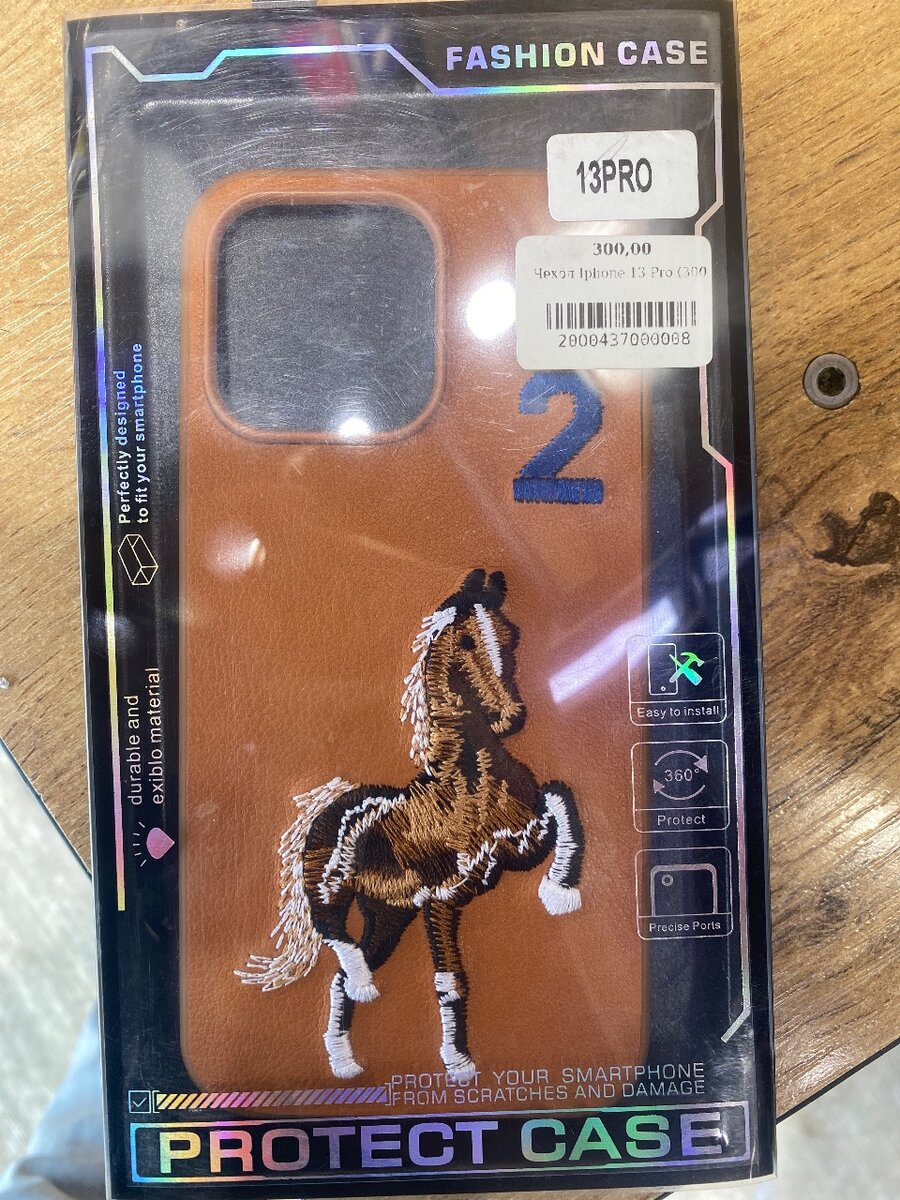 FASHION CASE
13PRO
300,00
Чехол Iphone 13 Pro (300
2000437000008
2
Perfectly designed
to fit your smartphone
durable and
exiblo material
Easy to install
360°
Protect
Precise Ports
PROTECT YOUR SMARTPHONE
FROM SCRATCHES AND DAMAGE
PROTECT CASE